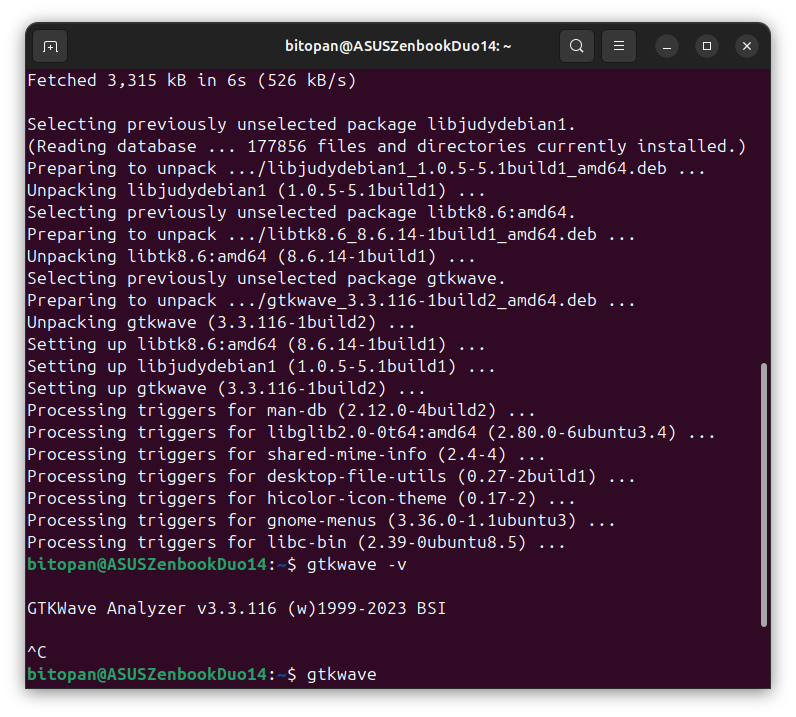 bitopan@ASUSZenbookDuo14: ~
Fetched 3,315 kB in 6s (526 kB/s)
Selecting previously unselected package libjudydebian1.
(Reading database ... 177856 files and directories currently installed.)
Preparing to unpack .../libjudydebian1_1.0.5-5.1build1_amd64.deb ...
Unpacking libjudydebian1 (1.0.5-5.1build1) ...
Selecting previously unselected package libtk8.6:amd64.
Preparing to unpack .../libtk8.6_8.6.14-1build1_amd64.deb ...
Unpacking libtk8.6:amd64 (8.6.14-1build1) ...
Selecting previously unselected package gtkwave.
Preparing to unpack .../gtkwave_3.3.116-1build2_amd64.deb ...
Unpacking gtkwave (3.3.116-1build2) ...
Setting up libtk8.6:amd64 (8.6.14-1build1) ...
Setting up libjudydebian1 (1.0.5-5.1build1) ...
Setting up gtkwave (3.3.116-1build2) ...
Processing triggers for man-db (2.12.0-4build2) ...
Processing triggers for libglib2.0-0t64:amd64 (2.80.0-6ubuntu3.4) ...
Processing triggers for shared-mime-info (2.4-4) ...
Processing triggers for desktop-file-utils (0.27-2build1) ...
Processing triggers for hicolor-icon-theme (0.17-2) ...
Processing triggers for gnome-menus (3.36.0-1.1ubuntu3) ...
Processing triggers for libc-bin (2.39-0ubuntu8.5) ...
bitopan@ASUSZenbookDuo14:~$ gtkwave -v
GTKWave Analyzer v3.3.116 (w)1999-2023 BSI
^C
bitopan@ASUSZenbookDuo14:~$ gtkwave